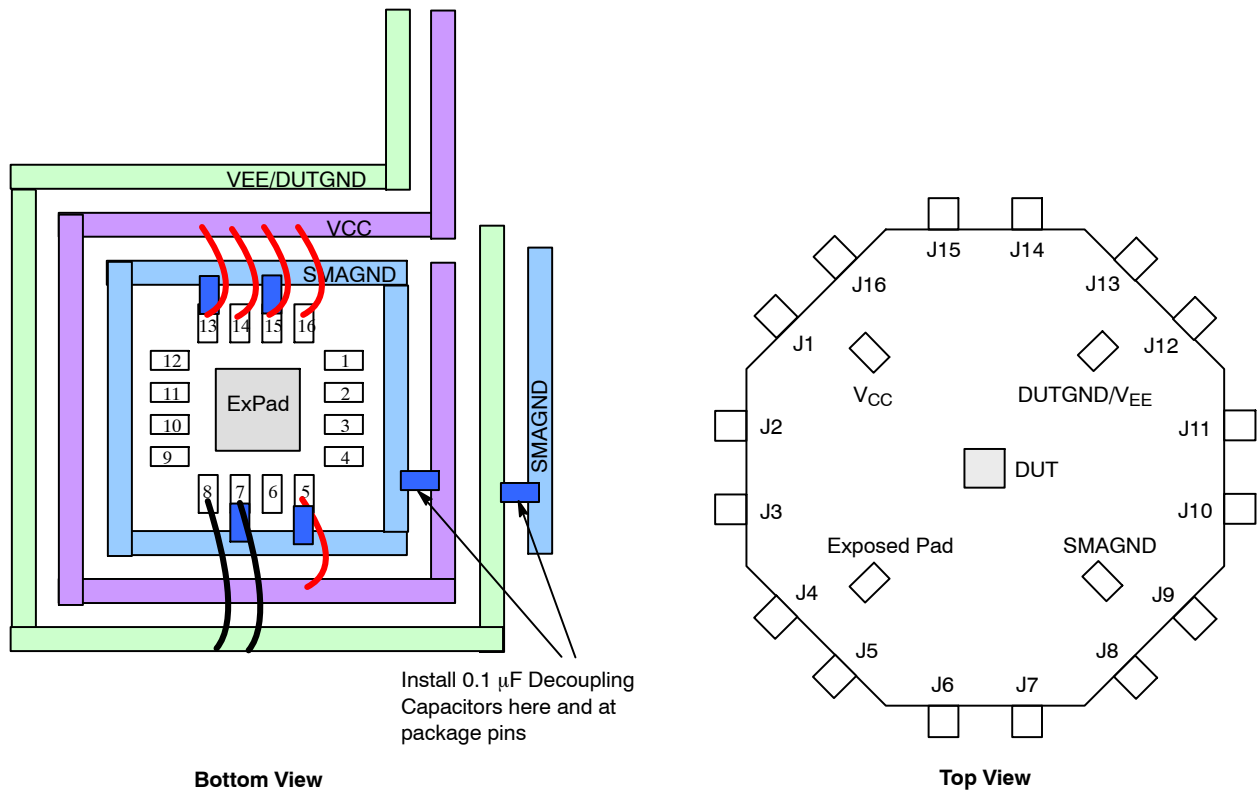 VEE/DUTGND
VCC
SMAGND
13 14 15 16
12 1
11 2
ExPad
10 3
9 4
8 7 6 5
SMAGND
Install 0.1 μF Decoupling
Capacitors here and at
package pins
Bottom View
J15 J14
J16 J13
J1 J12
VCC DUTGND/VEE
J2 J11
DUT
J3 J10
Exposed Pad SMAGND
J4 J9
J5 J8
J6 J7
Top View